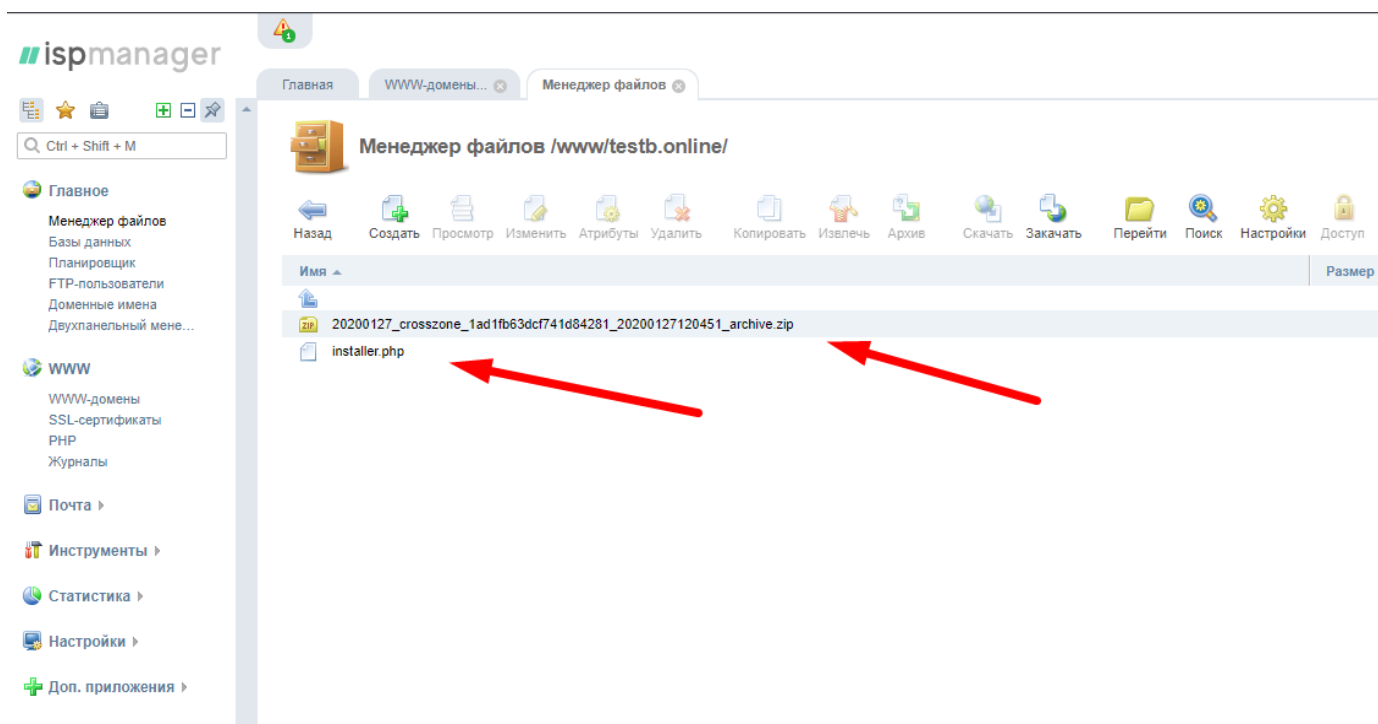 ispmanager
1
Главная
WWW-домены...
Менеджер файлов
Ctrl + Shift + M
Менеджер файлов /www/testb.online/
Назад Создать Просмотр Изменить Атрибуты Удалить Копировать Извлечь Архив Скачать Закачать Перейти Поиск Настройки Доступ
Имя Размер
ZIP 20200127_crosszone_1ad1fb63dcf741d84281_20200127120451_archive.zip
installer.php
Главное
Менеджер файлов
Базы данных
Планировщик
FTP-пользователи
Доменные имена
Двухпанельный мене...
WWW
WWW-домены
SSL-сертификаты
PHP
Журналы
Почта
Инструменты
Статистика
Настройки
Доп. приложения